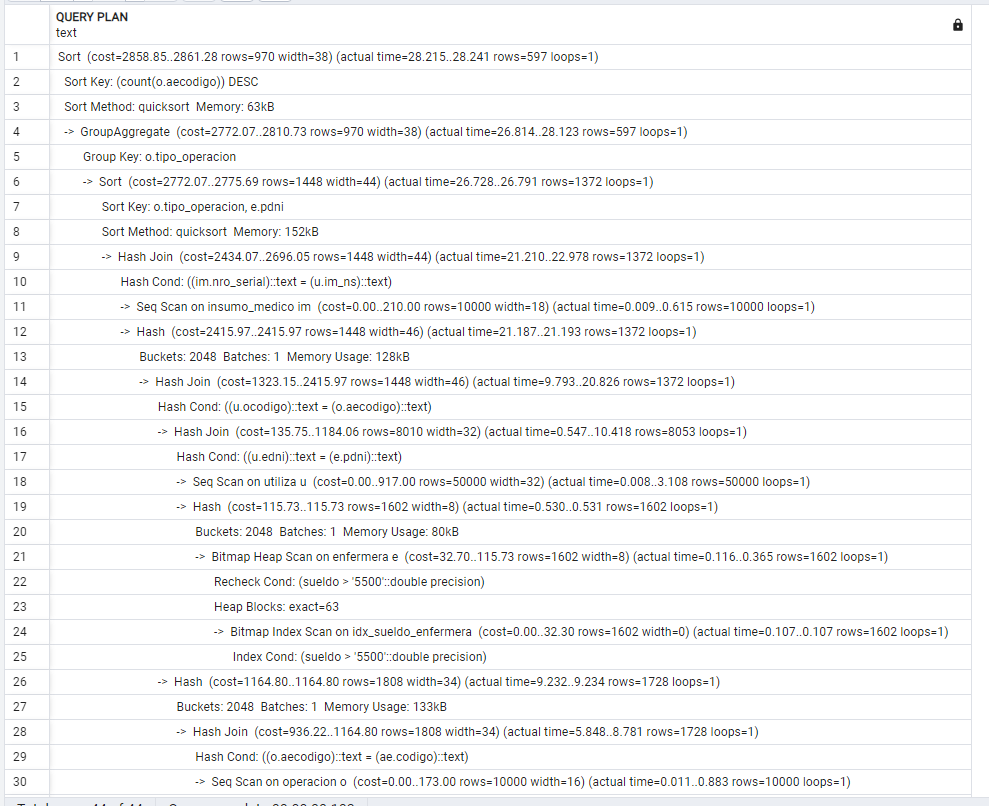 QUERY PLAN
text
1 Sort (cost=2858.85..2861.28 rows=970 width=38) (actual time=28.215..28.241 rows=597 loops=1)
2 Sort Key: (count(o.aecodigo)) DESC
3 Sort Method: quicksort Memory: 63kB
4 -> GroupAggregate (cost=2772.07..2810.73 rows=970 width=38) (actual time=26.814..28.123 rows=597 loops=1)
5 Group Key: o.tipo_operacion
6 -> Sort (cost=2772.07..2775.69 rows=1448 width=44) (actual time=26.728..26.791 rows=1372 loops=1)
7 Sort Key: o.tipo_operacion, e.pdni
8 Sort Method: quicksort Memory: 152kB
9 -> Hash Join (cost=2434.07..2696.05 rows=1448 width=44) (actual time=21.210..22.978 rows=1372 loops=1)
10 Hash Cond: ((im.nro_serial)::text = (u.im_ns)::text)
11 -> Seq Scan on insumo_medico im (cost=0.00..210.00 rows=10000 width=18) (actual time=0.009..0.615 rows=10000 loops=1)
12 -> Hash (cost=2415.97..2415.97 rows=1448 width=46) (actual time=21.187..21.193 rows=1372 loops=1)
13 Buckets: 2048 Batches: 1 Memory Usage: 128kB
14 -> Hash Join (cost=1323.15..2415.97 rows=1448 width=46) (actual time=9.793..20.826 rows=1372 loops=1)
15 Hash Cond: ((u.ocodigo)::text = (o.aecodigo)::text)
16 -> Hash Join (cost=135.75..1184.06 rows=8010 width=32) (actual time=0.547..10.418 rows=8053 loops=1)
17 Hash Cond: ((u.edni)::text = (e.pdni)::text)
18 -> Seq Scan on utiliza u (cost=0.00..917.00 rows=50000 width=32) (actual time=0.008..3.108 rows=50000 loops=1)
19 -> Hash (cost=115.73..115.73 rows=1602 width=8) (actual time=0.530..0.531 rows=1602 loops=1)
20 Buckets: 2048 Batches: 1 Memory Usage: 80kB
21 -> Bitmap Heap Scan on enfermera e (cost=32.70..115.73 rows=1602 width=8) (actual time=0.116..0.365 rows=1602 loops=1)
22 Recheck Cond: (sueldo > '5500'::double precision)
23 Heap Blocks: exact=63
24 -> Bitmap Index Scan on idx_sueldo_enfermera (cost=0.00..32.30 rows=1602 width=0) (actual time=0.107..0.107 rows=1602 loops=1)
25 Index Cond: (sueldo > '5500'::double precision)
26 -> Hash (cost=1164.80..1164.80 rows=1808 width=34) (actual time=9.232..9.234 rows=1728 loops=1)
27 Buckets: 2048 Batches: 1 Memory Usage: 133kB
28 -> Hash Join (cost=936.22..1164.80 rows=1808 width=34) (actual time=5.848..8.781 rows=1728 loops=1)
29 Hash Cond: ((o.aecodigo)::text = (ae.codigo)::text)
30 -> Seq Scan on operacion o (cost=0.00..173.00 rows=10000 width=16) (actual time=0.011..0.883 rows=10000 loops=1)